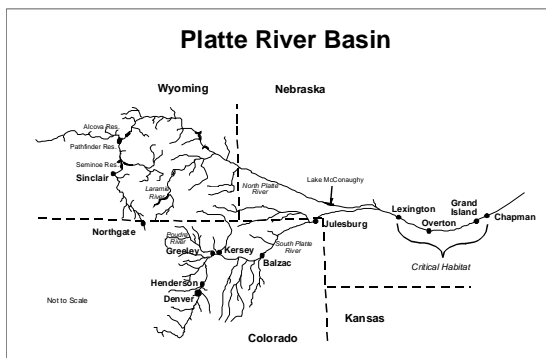 Platte River Basin
Wyoming
Nebraska
Alcova Res.
Pathfinder Res.
Seminoe Res.
Sinclair
Laramie
River
North Platte
River
Lake McConaughy
Lexington
Grand
Island
Chapman
Overton
Northgate
Julesburg
Poudre
River
Greeley
Kersey
South Platte
River
Balzac
Critical Habitat
Henderson
Denver
Not to Scale
Kansas
Colorado